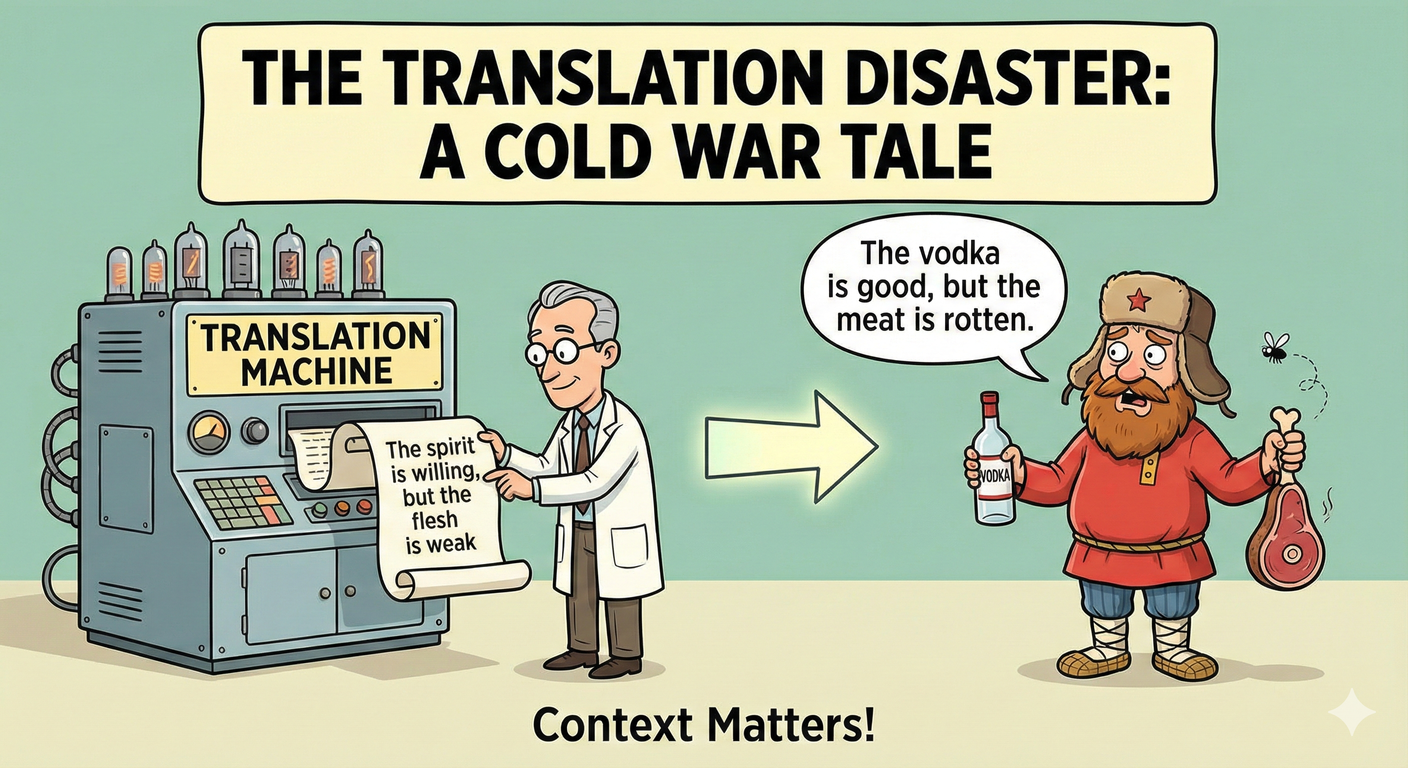 THE TRANSLATION DISASTER:
A COLD WAR TALE
TRANSLATION
MACHINE
The spirit
is willing,
but the
flesh
is weak
The vodka
is good, but the
meat is rotten.
VODKA
Context Matters!